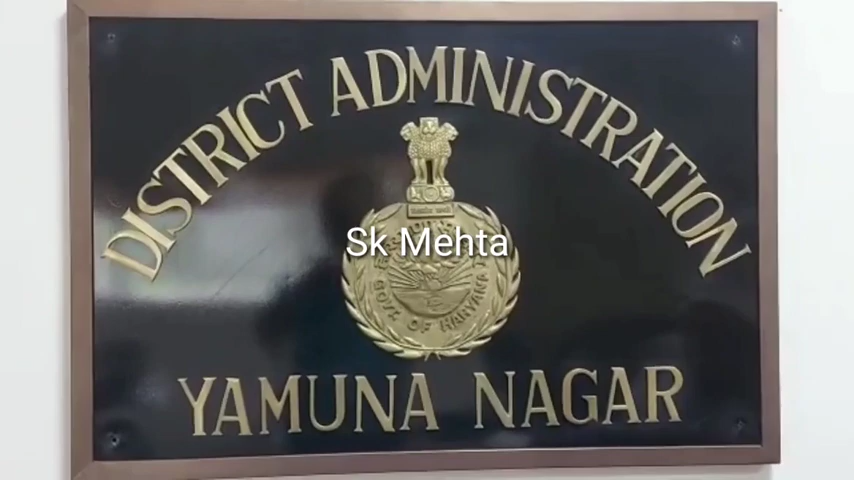 DISTRICT ADMINISTRATION
Sk Mehta
GOVT. OF HARYANA
YAMUNA NAGAR